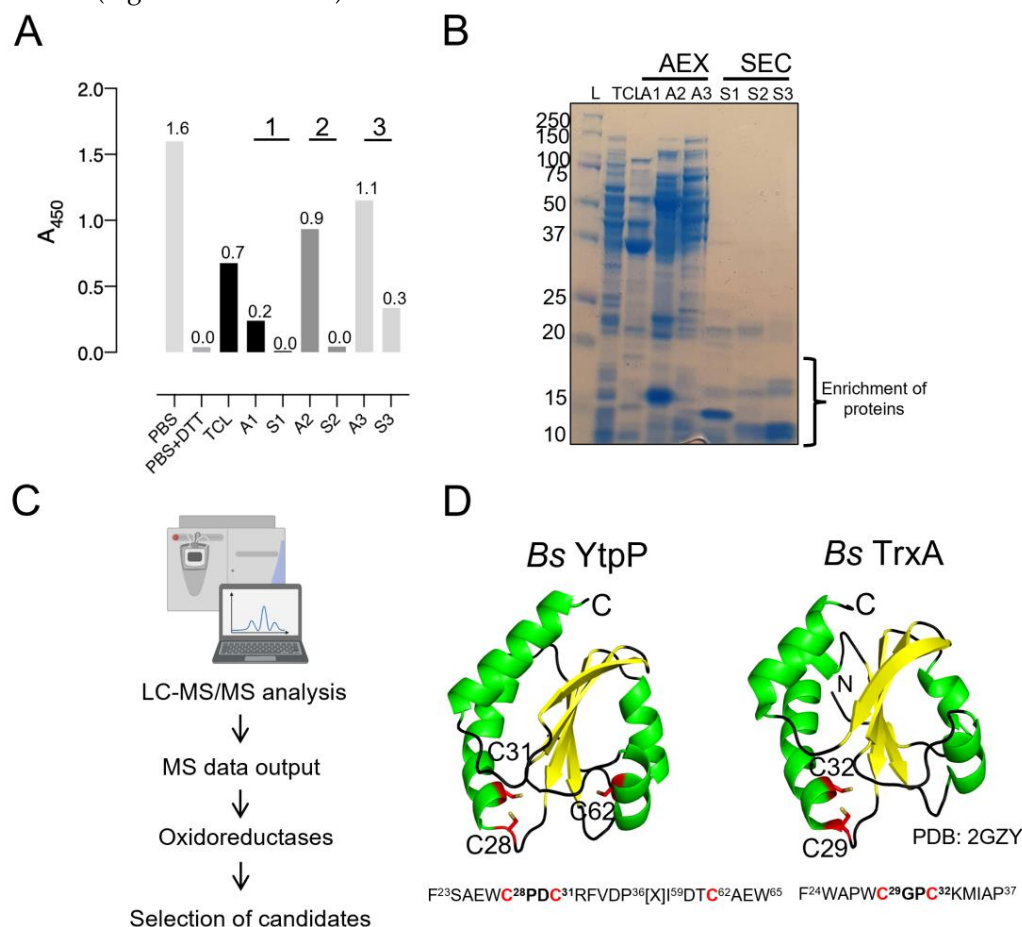 A
2.0
1.5
1.0
0.5
0.0
A₄₅₀
1.6
0.0
0.7
0.2
0.0
0.9
0.0
1.1
0.3
1
2
3
PBS
PBS+DTT
TCL
A1
S1
A2
S2
A3
S3
B
AEX SEC
L TCL A1 A2 A3 S1 S2 S3
250
150
100
75
50
37
25
20
15
10
Enrichment of
proteins
C
LC-MS/MS analysis
MS data output
Oxidoreductases
Selection of candidates
D
Bs YtpP
C
C31
C62
C28
F²³SAEWC²⁸PDC³¹RFVDP³⁶[X]I⁵⁹DTC⁶²AEW⁶⁵
Bs TrxA
C
N
C32
C29
PDB: 2GZY
F²⁴WAPWC²⁹GPC³²KMIAP³⁷